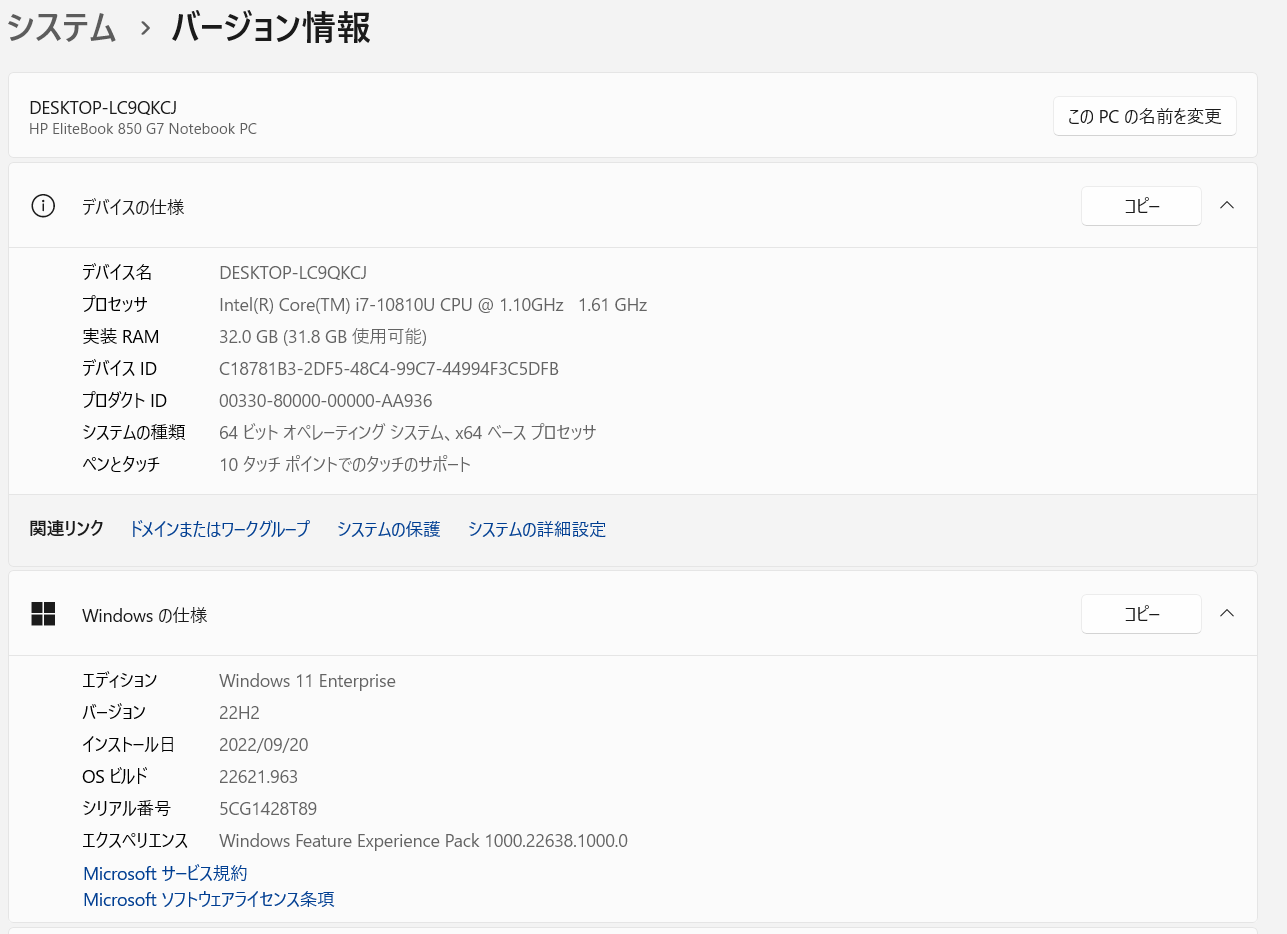 システム › バージョン情報
DESKTOP-LC9QKCJ
HP EliteBook 850 G7 Notebook PC
この PC の名前を変更
デバイスの仕様
コピー
デバイス名 DESKTOP-LC9QKCJ
プロセッサ Intel(R) Core(TM) i7-10810U CPU @ 1.10GHz 1.61 GHz
実装 RAM 32.0 GB (31.8 GB 使用可能)
デバイス ID C18781B3-2DF5-48C4-99C7-44994F3C5DFB
プロダクト ID 00330-80000-00000-AA936
システムの種類 64 ビット オペレーティング システム、x64 ベース プロセッサ
ペンとタッチ 10 タッチ ポイントでのタッチのサポート
関連リンク ドメインまたはワークグループ システムの保護 システムの詳細設定
Windows の仕様
コピー
エディション Windows 11 Enterprise
バージョン 22H2
インストール日 2022/09/20
OS ビルド 22621.963
シリアル番号 5CG1428T89
エクスペリエンス Windows Feature Experience Pack 1000.22638.1000.0
Microsoft サービス規約
Microsoft ソフトウェアライセンス条項